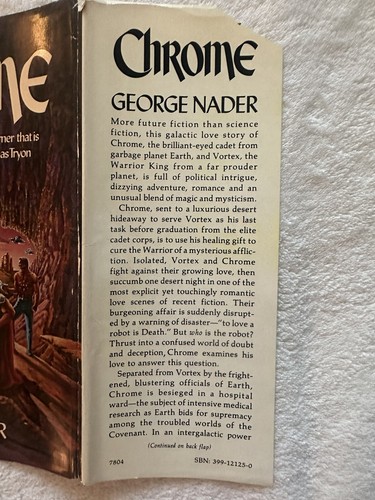 ME
rner that is
as Tryon
R
Chrome
GEORGE NADER
More future fiction than science
fiction, this galactic love story of
Chrome, the brilliant-eyed cadet from
garbage planet Earth, and Vortex, the
Warrior King from a far prouder
planet, is full of political intrigue,
dizzying adventure, romance and an
unusual blend of magic and mysticism.
Chrome, sent to a luxurious desert
hideaway to serve Vortex as his last
task before graduation from the elite
cadet corps, is to use his healing gift to
cure the Warrior of a mysterious afflic-
tion. Isolated, Vortex and Chrome
fight against their growing love, then
succumb one desert night in one of the
most explicit yet touchingly romantic
love scenes of recent fiction. Their
burgeoning affair is suddenly disrupt-
ed by a warning of disaster—"to love a
robot is Death." But who is the robot?
Thrust into a confused world of doubt
and deception, Chrome examines his
love to answer this question.
Separated from Vortex by the fright-
ened, blustering officials of Earth,
Chrome is besieged in a hospital
ward—the subject of intensive medical
research as Earth bids for supremacy
among the troubled worlds of the
Covenant. In an intergalactic power
(Continued on back flap)
7804 SBN: 399-12125-0